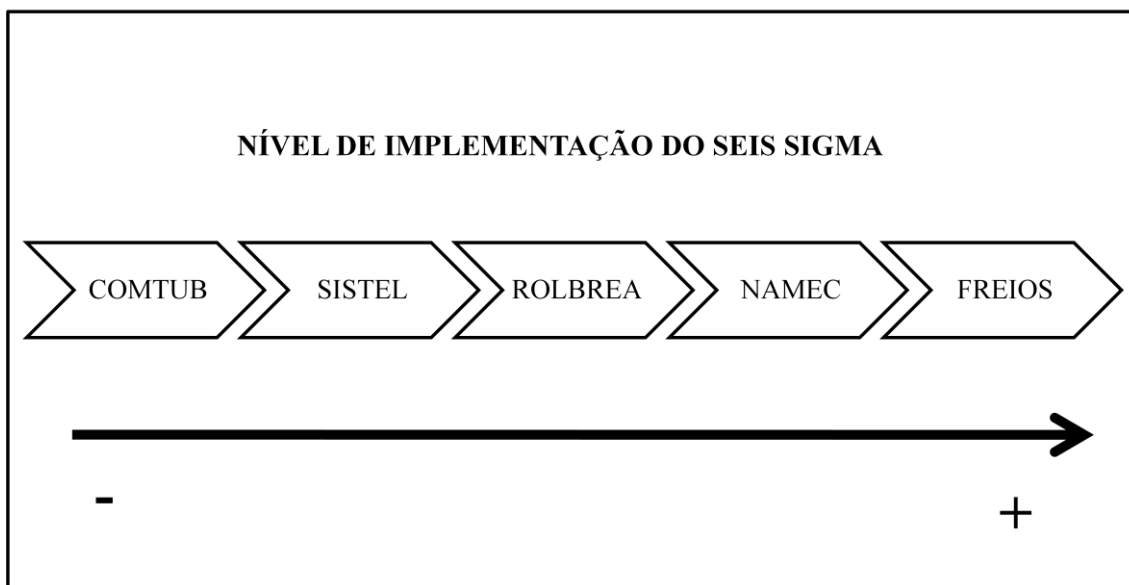 NÍVEL DE IMPLEMENTAÇÃO DO SEIS SIGMA
COMTUB SISTEL ROLBREA NAMEC FREIOS
- +